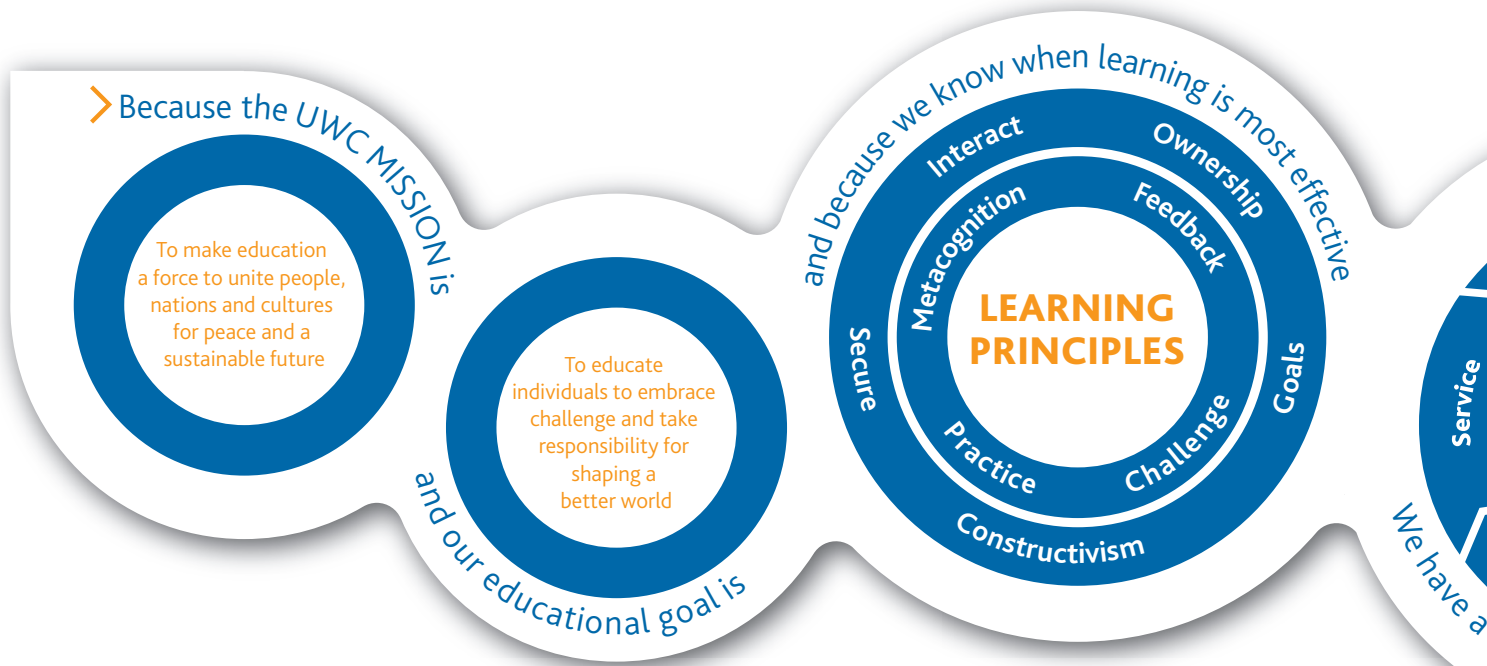 Because the UWC MISSION is
To make education
a force to unite people,
nations and cultures
for peace and a
sustainable future
and our educational goal is
To educate
individuals to embrace
challenge and take
responsibility for
shaping a
better world
and because we know when learning is most effective
Interact
Ownership
Goals
Constructivism
Secure
Metacognition
Feedback
Challenge
Practice
LEARNING
PRINCIPLES
Service
We have a